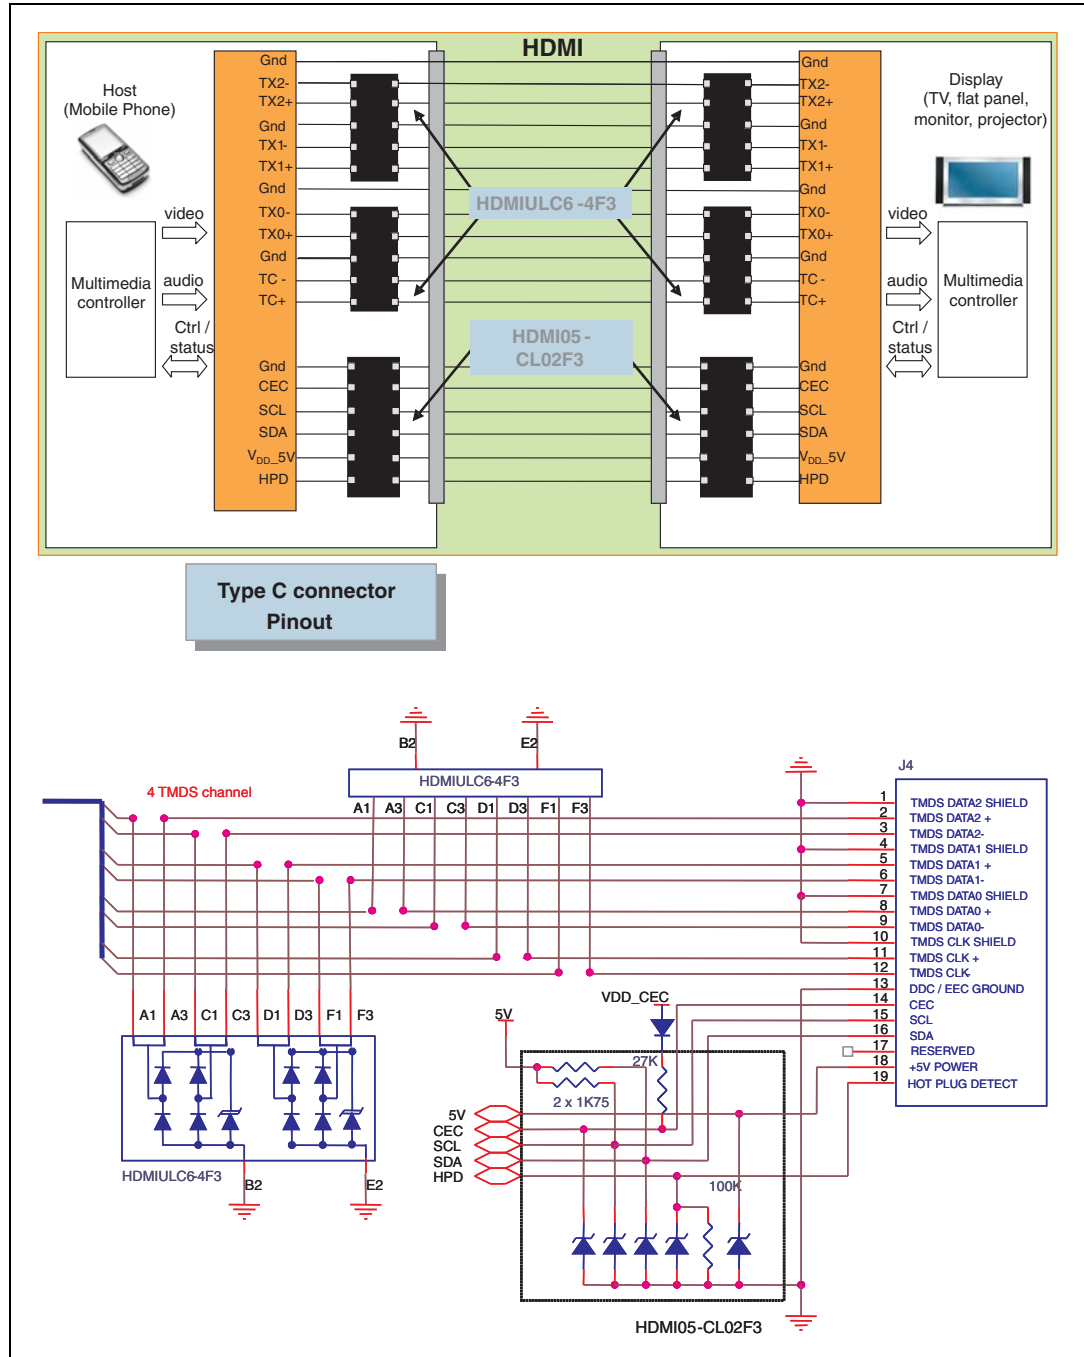 HDMI
Host
(Mobile Phone)
Display
(TV, flat panel,
monitor, projector)
Gnd
TX2-
TX2+
Gnd
TX1-
TX1+
Gnd
TX0-
TX0+
Gnd
TC -
TC+
Gnd
CEC
SCL
SDA
VDD_5V
HPD
Gnd
TX2-
TX2+
Gnd
TX1-
TX1+
Gnd
TX0-
TX0+
Gnd
TC -
TC+
Gnd
CEC
SCL
SDA
VDD_5V
HPD
HDMIULC6 -4F3
HDMI05 -
CL02F3
video
audio
Ctrl /
status
Multimedia
controller
video
audio
Ctrl /
status
Multimedia
controller
Type C connector
Pinout
B2
E2
HDMIULC6-4F3
A1 A3 C1 C3 D1 D3 F1 F3
4 TMDS channel
J4
1 TMDS DATA2 SHIELD
2 TMDS DATA2 +
3 TMDS DATA2-
4 TMDS DATA1 SHIELD
5 TMDS DATA1 +
6 TMDS DATA1-
7 TMDS DATA0 SHIELD
8 TMDS DATA0 +
9 TMDS DATA0-
10 TMDS CLK SHIELD
11 TMDS CLK +
12 TMDS CLK-
13 DDC / EEC GROUND
14 CEC
15 SCL
16 SDA
17 RESERVED
18 +5V POWER
19 HOT PLUG DETECT
A1 A3 C1 C3 D1 D3 F1 F3
HDMIULC6-4F3
B2
E2
VDD_CEC
5V
27K
2 x 1K75
5V
CEC
SCL
SDA
HPD
100K
HDMI05-CL02F3